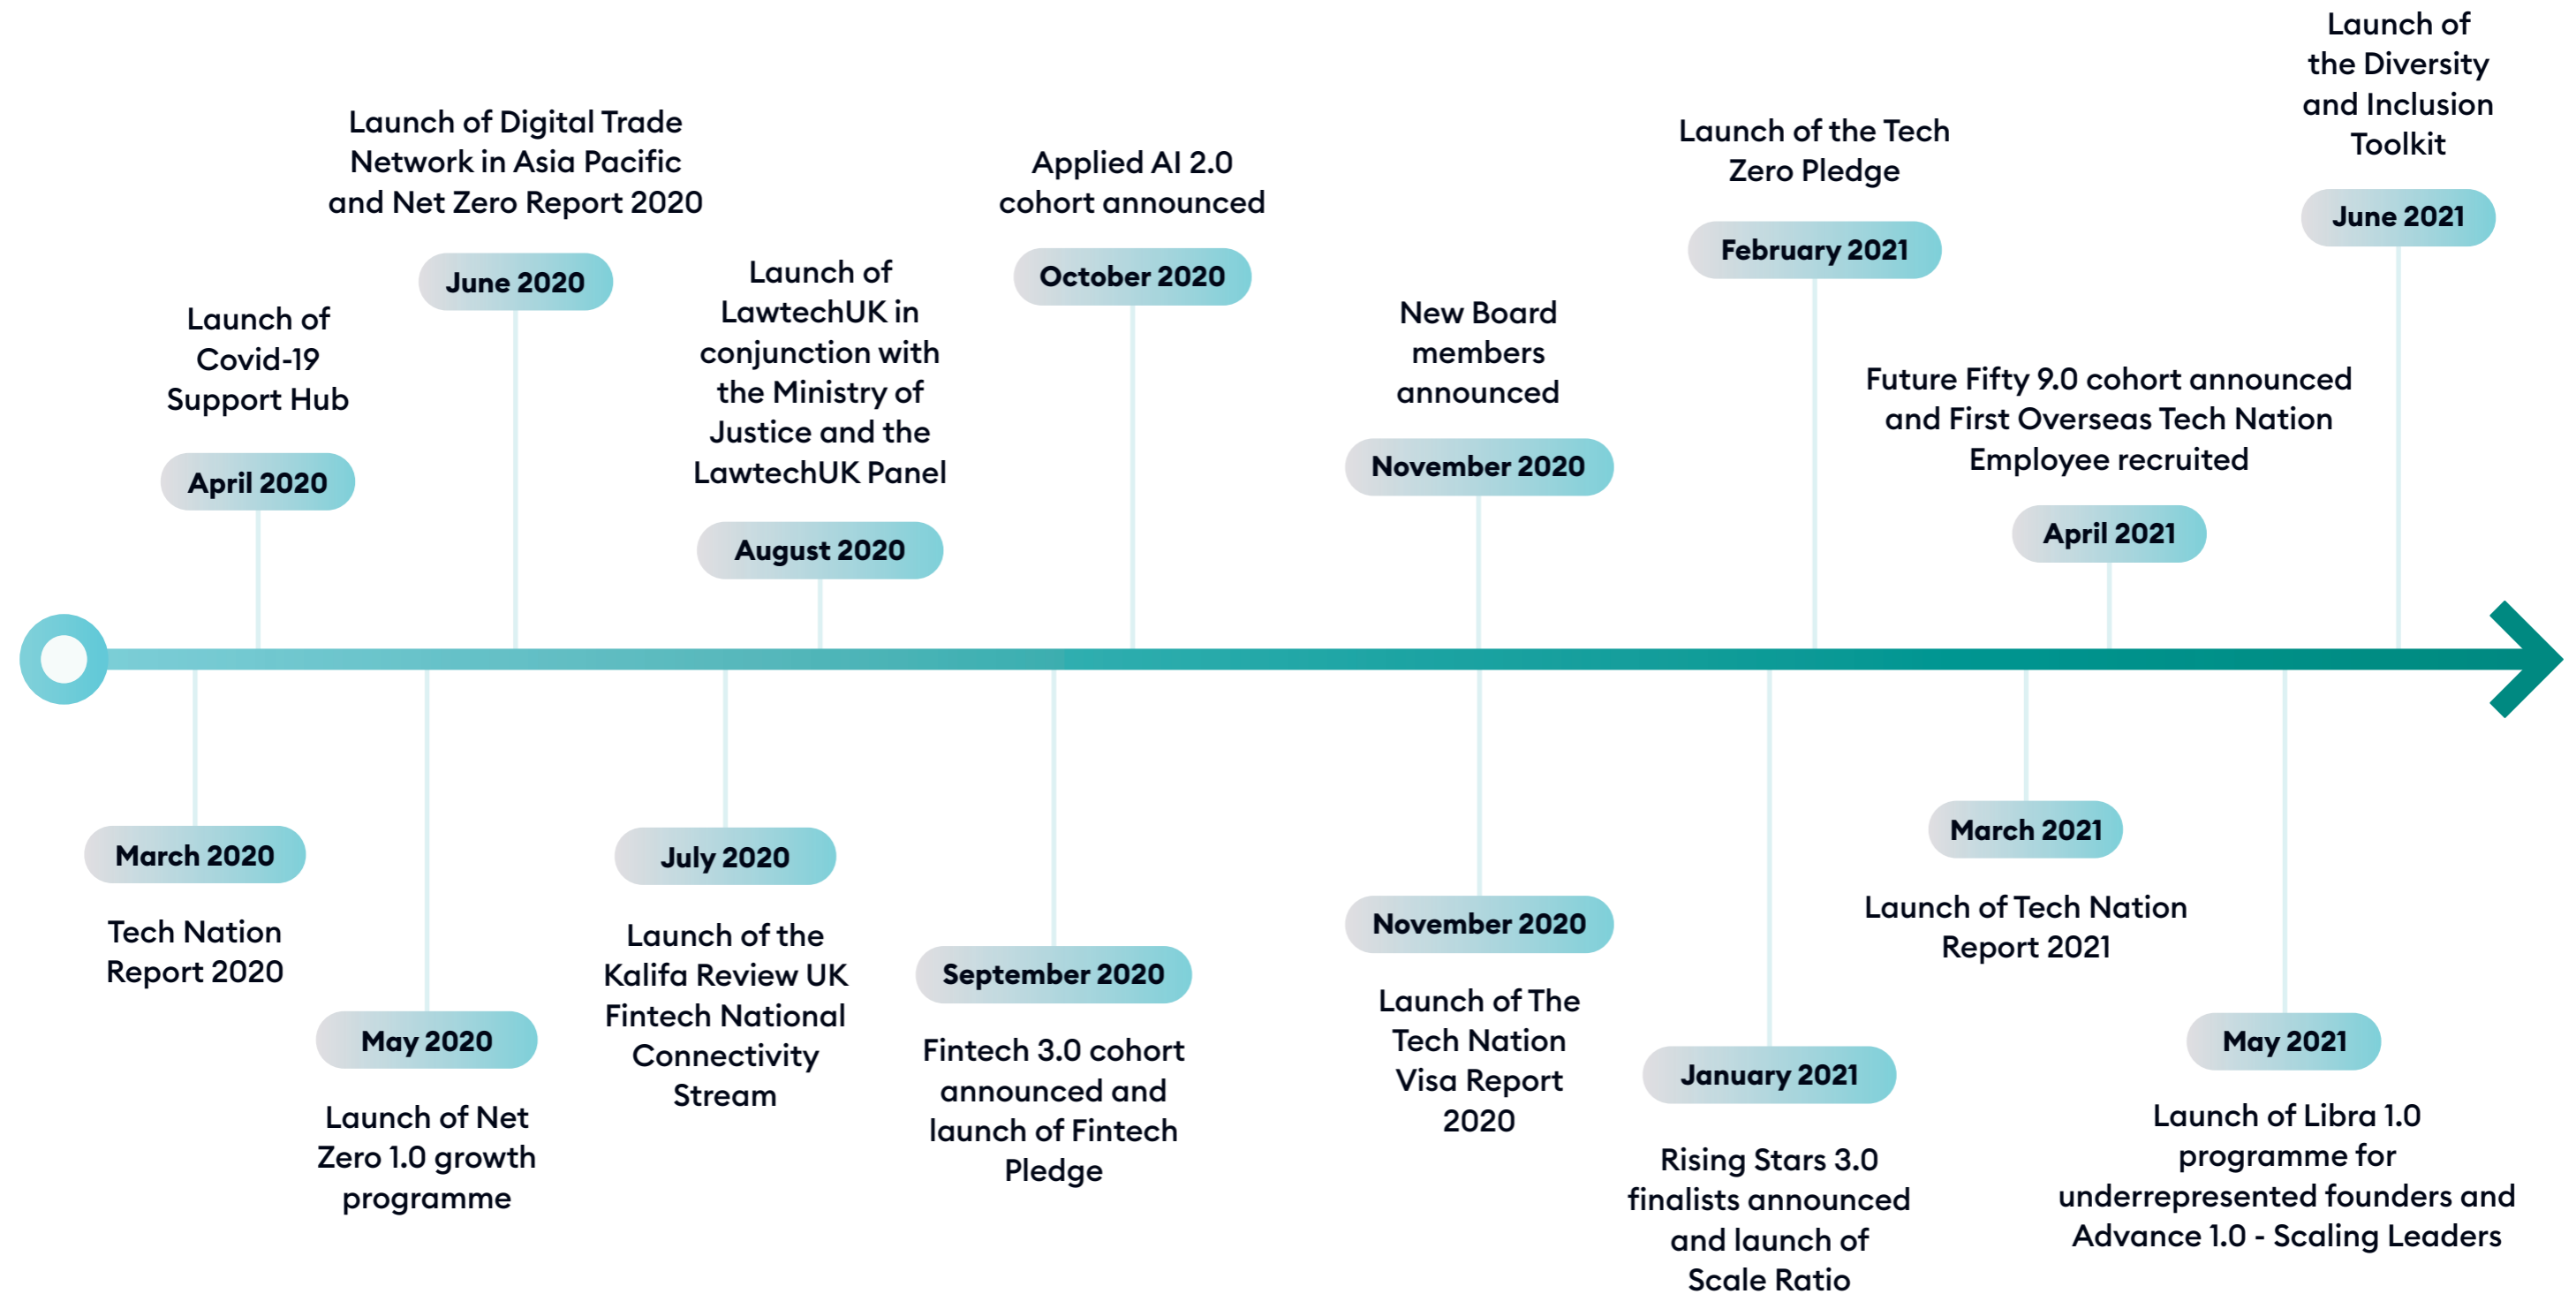 Launch of
Covid-19
Support Hub
April 2020
Launch of Digital Trade
Network in Asia Pacific
and Net Zero Report 2020
June 2020
Launch of
LawtechUK in
conjunction with
the Ministry of
Justice and the
LawtechUK Panel
August 2020
Applied AI 2.0
cohort announced
October 2020
New Board
members
announced
November 2020
Launch of the Tech
Zero Pledge
February 2021
Future Fifty 9.0 cohort announced
and First Overseas Tech Nation
Employee recruited
April 2021
Launch of
the Diversity
and Inclusion
Toolkit
June 2021
March 2020
Tech Nation
Report 2020
May 2020
Launch of Net
Zero 1.0 growth
programme
July 2020
Launch of the
Kalifa Review UK
Fintech National
Connectivity
Stream
September 2020
Fintech 3.0 cohort
announced and
launch of Fintech
Pledge
November 2020
Launch of The
Tech Nation
Visa Report
2020
January 2021
Rising Stars 3.0
finalists announced
and launch of
Scale Ratio
March 2021
Launch of Tech Nation
Report 2021
May 2021
Launch of Libra 1.0
programme for
underrepresented founders and
Advance 1.0 - Scaling Leaders